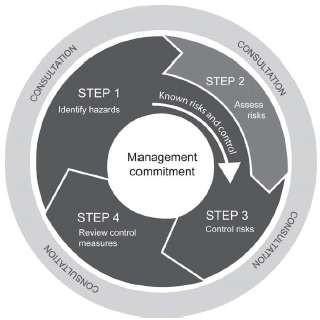 CONSULTATION
CONSULTATION
STEP 1
Identify hazards
STEP 2
Assess
risks
Known risks and control
Management
commitment
STEP 4
Review control
measures
STEP 3
Control risks
CONSULTATION
CONSULTATION